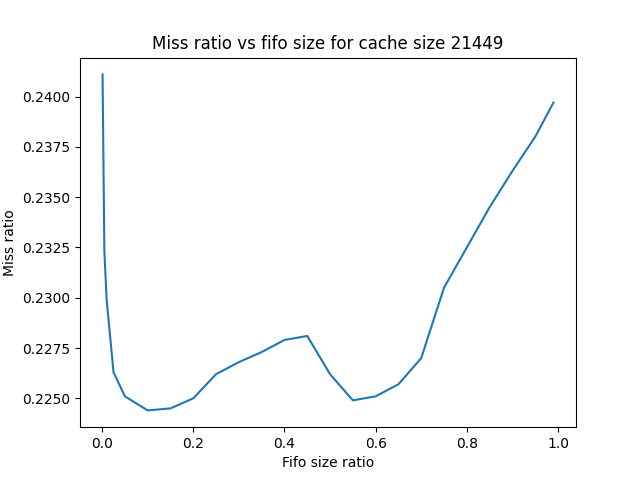 Miss ratio vs fifo size for cache size 21449
0.2400
0.2375
0.2350
0.2325
0.2300
0.2275
0.2250
Miss ratio
0.0 0.2 0.4 0.6 0.8 1.0
Fifo size ratio